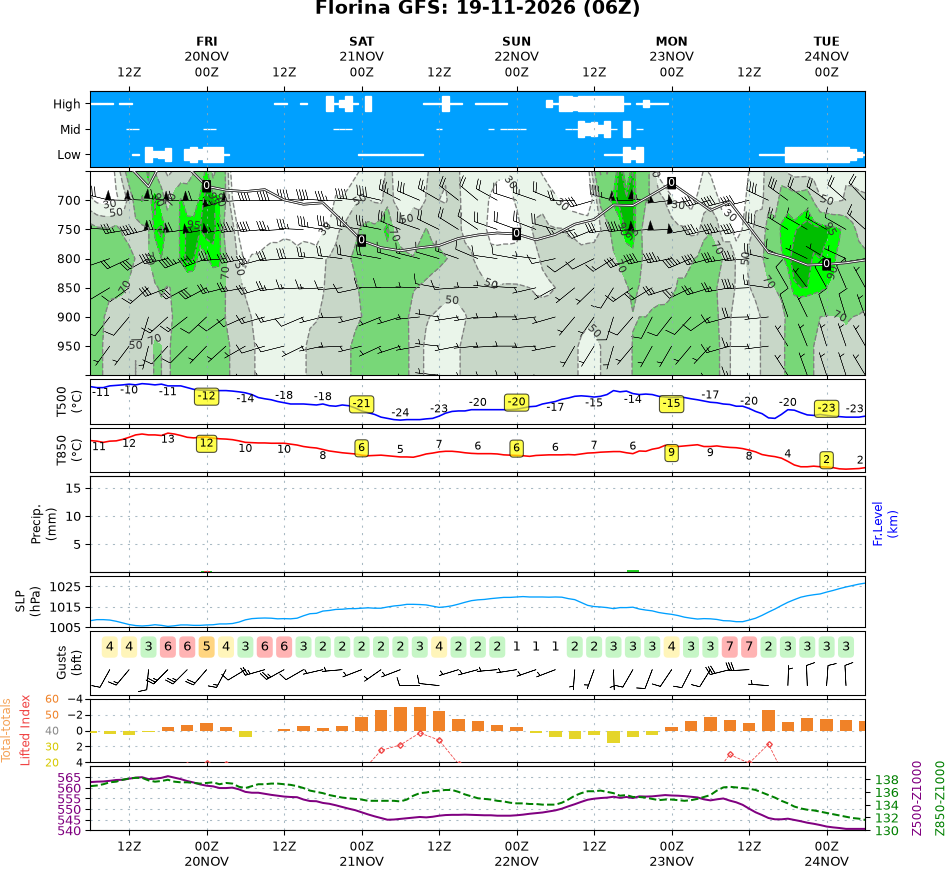 Florina GFS: 19-11-2026 (06Z)
FRI SAT SUN MON TUE
20NOV 21NOV 22NOV 23NOV 24NOV
12Z 00Z 12Z 00Z 12Z 00Z 12Z 00Z 12Z 00Z
High
Mid
Low
700
750
800
850
900
950
0 0 0 0 0
T500
(°C)
-11 -10 -11 -12 -14 -18 -18 -21 -24 -23 -20 -20 -17 -15 -14 -15 -17 -20 -20 -23 -23
T850
(°C)
11 12 13 12 10 10 8 6 5 7 6 6 6 7 6 9 9 8 4 2 2
Precip.
(mm)
15
10
5
Fr.Level
(km)
SLP
(hPa)
1025
1015
1005
Gusts
(bft)
4 4 3 6 6 5 4 3 6 6 3 2 2 2 2 2 3 4 2 2 2 1 1 1 2 2 3 3 3 4 3 3 7 7 2 3 3 3 3
Total-totals
Lifted Index
60 −4
50 −2
40 0
30 2
20 4
565
560
555
550
545
540
138
136
134
132
130
Z500-Z1000
Z850-Z1000
12Z 00Z 12Z 00Z 12Z 00Z 12Z 00Z 12Z 00Z
20NOV 21NOV 22NOV 23NOV 24NOV